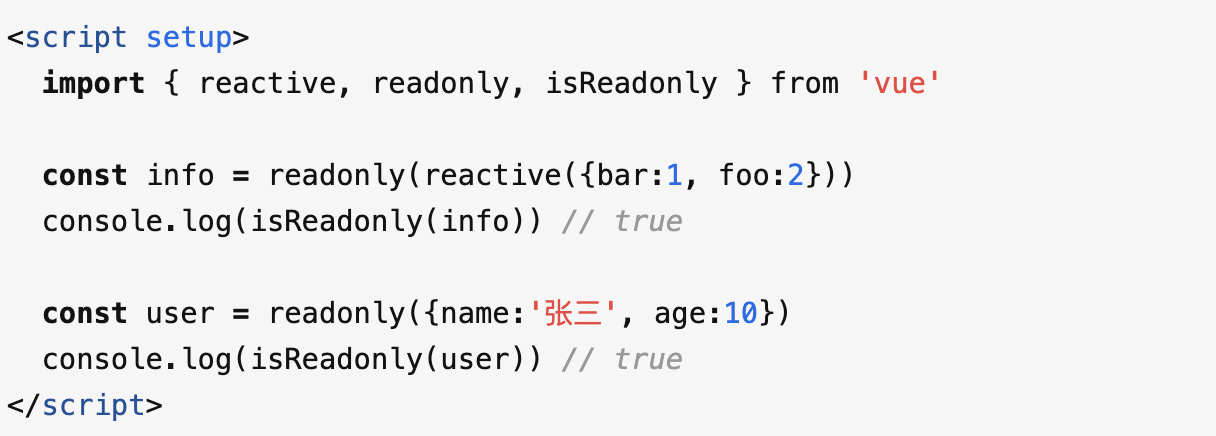 <script setup>
  import { reactive, readonly, isReadonly } from 'vue'

  const info = readonly(reactive({bar:1, foo:2}))
  console.log(isReadonly(info)) // true

  const user = readonly({name:'张三', age:10})
  console.log(isReadonly(user)) // true
</script>